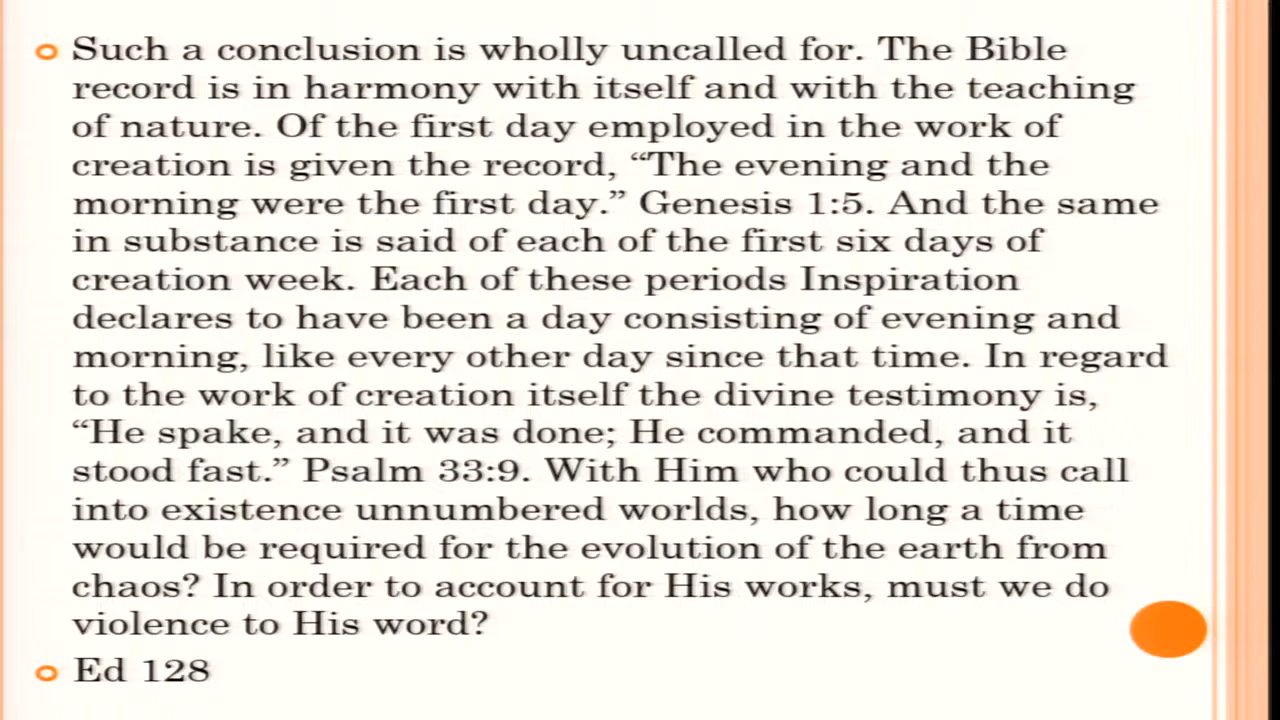 Such a conclusion is wholly uncalled for. The Bible
record is in harmony with itself and with the teaching
of nature. Of the first day employed in the work of
creation is given the record, “The evening and the
morning were the first day.” Genesis 1:5. And the same
in substance is said of each of the first six days of
creation week. Each of these periods Inspiration
declares to have been a day consisting of evening and
morning, like every other day since that time. In regard
to the work of creation itself the divine testimony is,
“He spake, and it was done; He commanded, and it
stood fast.” Psalm 33:9. With Him who could thus call
into existence unnumbered worlds, how long a time
would be required for the evolution of the earth from
chaos? In order to account for His works, must we do
violence to His word?
Ed 128